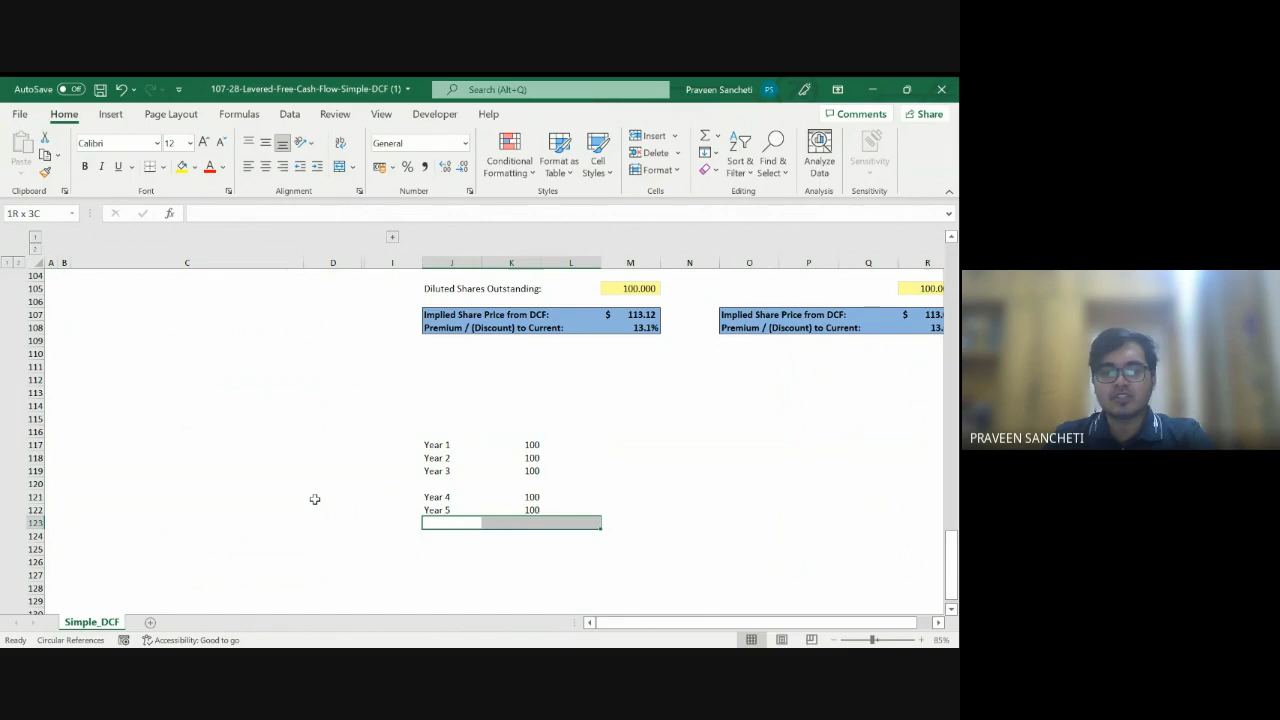 AutoSave Off 107-28-Levered-Free-Cash-Flow-Simple-DCF (1) Search (Alt+Q) Praveen Sancheti PS
File Home Insert Page Layout Formulas Data Review View Developer Help Comments Share
Calibri 12 General
Paste
B I U
Conditional Formatting Format as Table Cell Styles
Insert
Delete
Format
Sort & Filter Find & Select
Analyze Data
Sensitivity
Clipboard Font Alignment Number Styles Cells Editing Analysis Sensitivity
1R x 3C fx
1
2
1 2 A B C D I J K L M N O P Q R
104
105 Diluted Shares Outstanding: 100.000 100.00
106
107 Implied Share Price from DCF: $ 113.12 Implied Share Price from DCF: $ 113.
108 Premium / (Discount) to Current: 13.1% Premium / (Discount) to Current: 13.
109
110
111
112
113
114
115
116
117 Year 1 100
118 Year 2 100
119 Year 3 100
120
121 Year 4 100
122 Year 5 100
123
124
125
126
127
128
129
130
Simple_DCF
Ready Circular References Accessibility: Good to go 85%
PRAVEEN SANCHETI